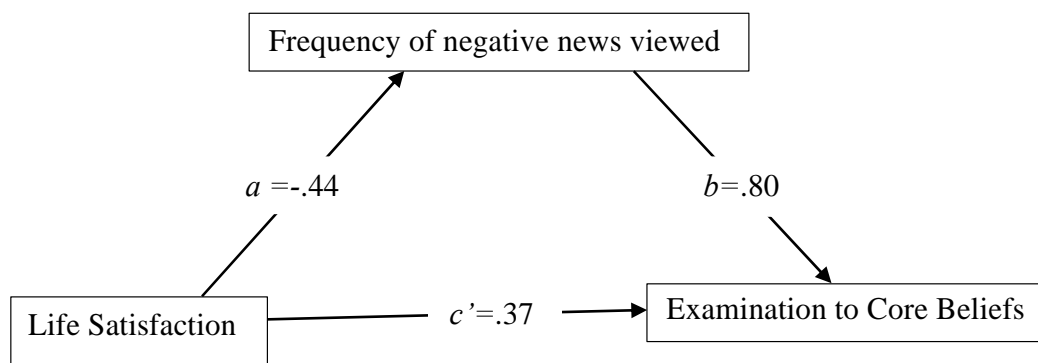 Frequency of negative news viewed
a =-.44
b=.80
Life Satisfaction
c’=.37
Examination to Core Beliefs